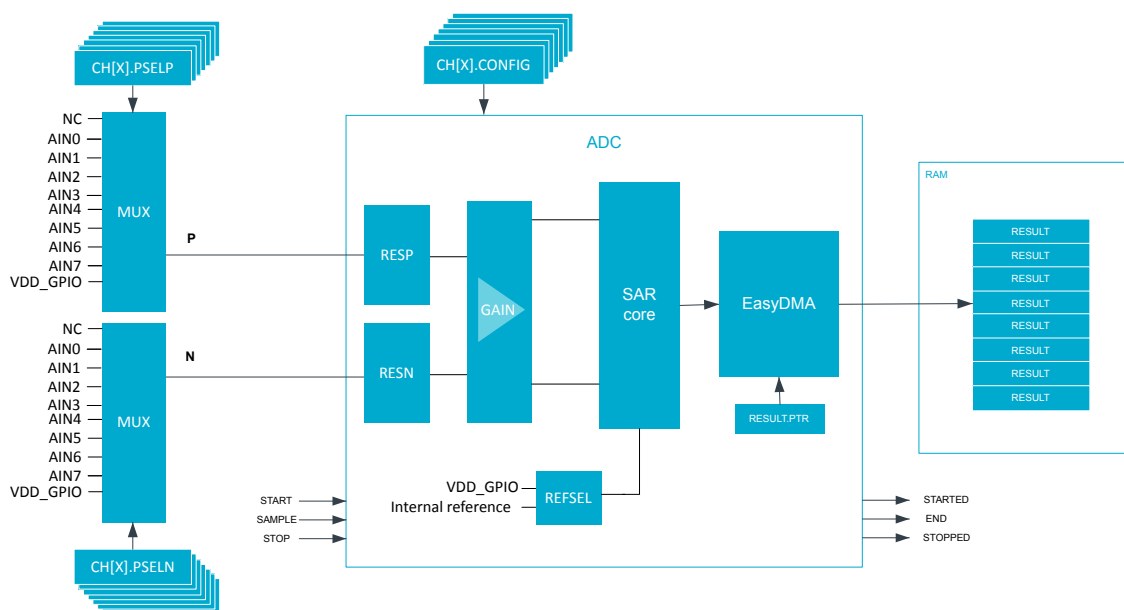 CH[X].PSELP
CH[X].CONFIG
NC
AIN0
AIN1
AIN2
AIN3
AIN4
AIN5
AIN6
AIN7
VDD_GPIO
MUX
P
ADC
RESP
GAIN
SAR
core
EasyDMA
RAM
RESULT
RESULT
RESULT
RESULT
RESULT
RESULT
RESULT
RESULT
NC
AIN0
AIN1
AIN2
AIN3
AIN4
AIN5
AIN6
AIN7
VDD_GPIO
MUX
N
RESN
RESULT.PTR
VDD_GPIO
Internal reference
REFSEL
START
SAMPLE
STOP
STARTED
END
STOPPED
CH[X].PSELN